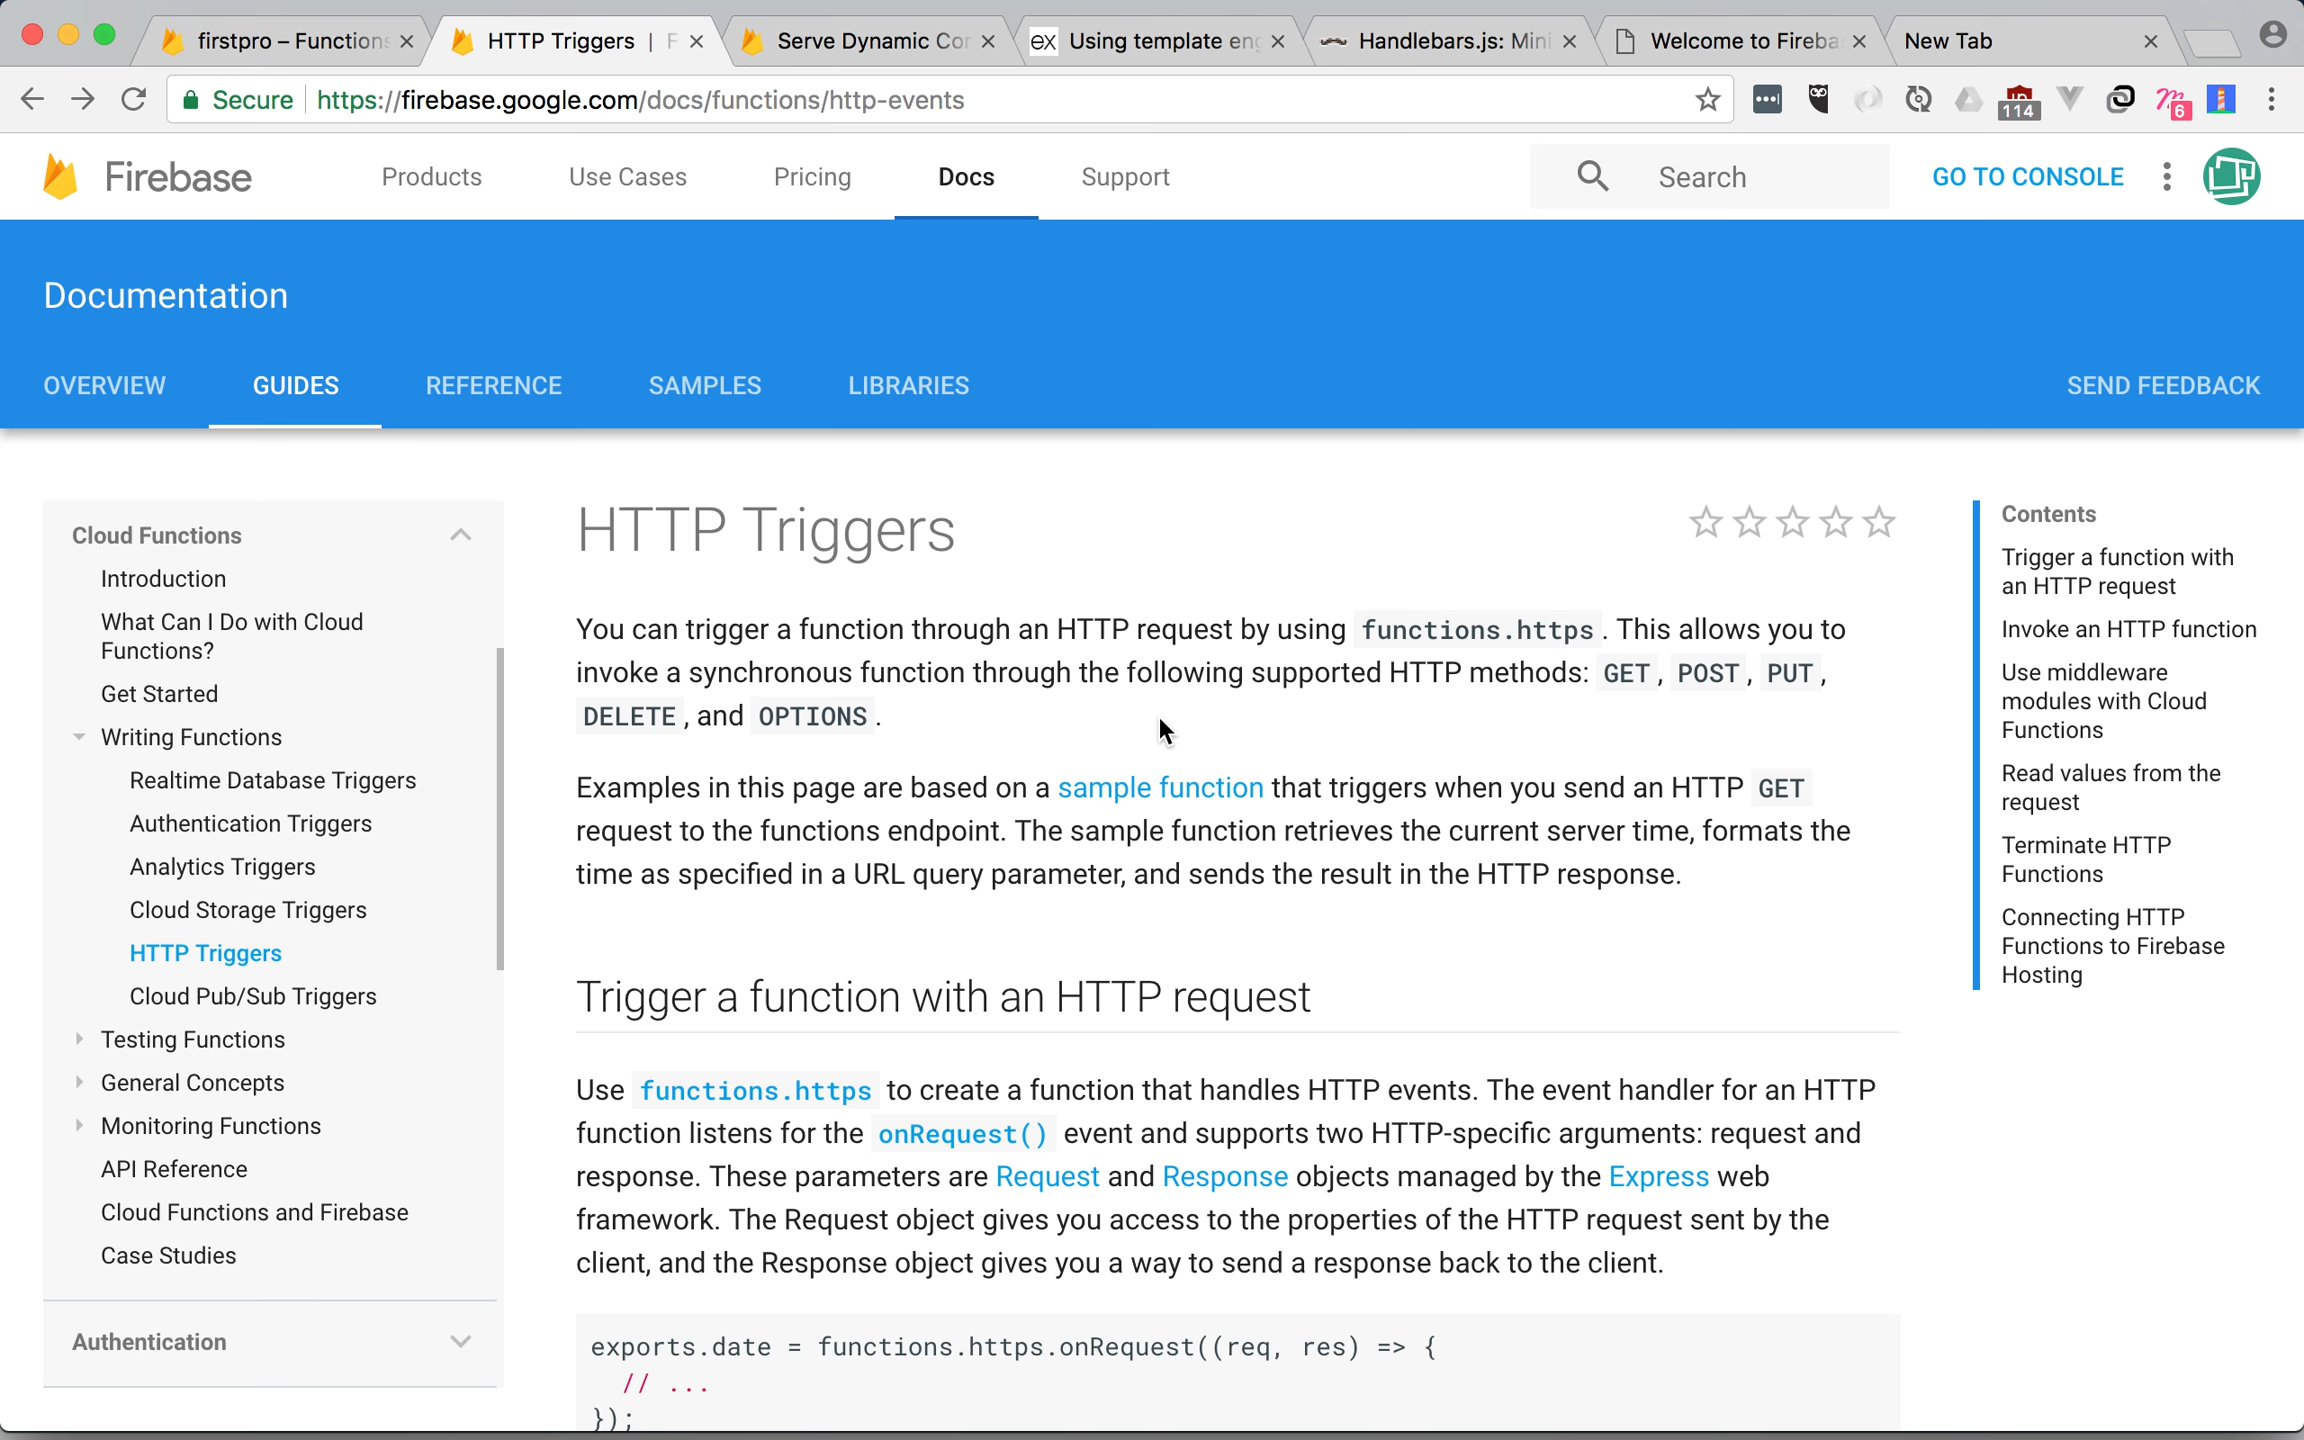 firstpro – Functions
HTTP Triggers | F
Serve Dynamic Con
ex Using template eng
Handlebars.js: Mini
Welcome to Fireba
New Tab
Secure https://firebase.google.com/docs/functions/http-events
114
6
Firebase
Products
Use Cases
Pricing
Docs
Support
Search
GO TO CONSOLE
Documentation
OVERVIEW
GUIDES
REFERENCE
SAMPLES
LIBRARIES
SEND FEEDBACK
Cloud Functions
Introduction
What Can I Do with Cloud
Functions?
Get Started
Writing Functions
Realtime Database Triggers
Authentication Triggers
Analytics Triggers
Cloud Storage Triggers
HTTP Triggers
Cloud Pub/Sub Triggers
Testing Functions
General Concepts
Monitoring Functions
API Reference
Cloud Functions and Firebase
Case Studies
Authentication
HTTP Triggers
You can trigger a function through an HTTP request by using functions.https . This allows you to
invoke a synchronous function through the following supported HTTP methods: GET , POST , PUT ,
DELETE , and OPTIONS .
Examples in this page are based on a sample function that triggers when you send an HTTP GET
request to the functions endpoint. The sample function retrieves the current server time, formats the
time as specified in a URL query parameter, and sends the result in the HTTP response.
Trigger a function with an HTTP request
Use functions.https to create a function that handles HTTP events. The event handler for an HTTP
function listens for the onRequest() event and supports two HTTP-specific arguments: request and
response. These parameters are Request and Response objects managed by the Express web
framework. The Request object gives you access to the properties of the HTTP request sent by the
client, and the Response object gives you a way to send a response back to the client.
exports.date = functions.https.onRequest((req, res) => {
// ...
});
Contents
Trigger a function with
an HTTP request
Invoke an HTTP function
Use middleware
modules with Cloud
Functions
Read values from the
request
Terminate HTTP
Functions
Connecting HTTP
Functions to Firebase
Hosting